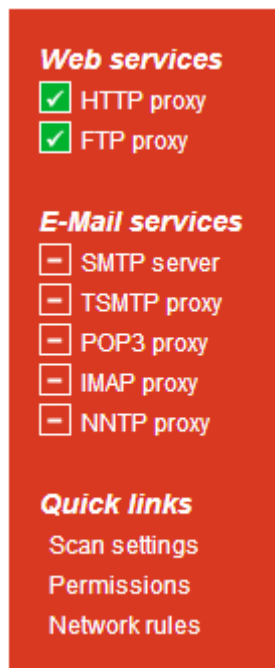 Web services
HTTP proxy
FTP proxy
E-Mail services
SMTP server
TSMTP proxy
POP3 proxy
IMAP proxy
NNTP proxy
Quick links
Scan settings
Permissions
Network rules